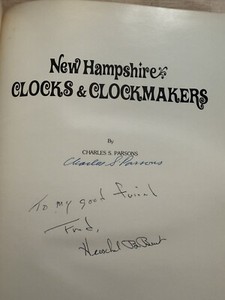 New Hampshire
CLOCKS & CLOCKMAKERS
By
CHARLES S. PARSONS
Charles S Parsons
To my good friend
Fred,